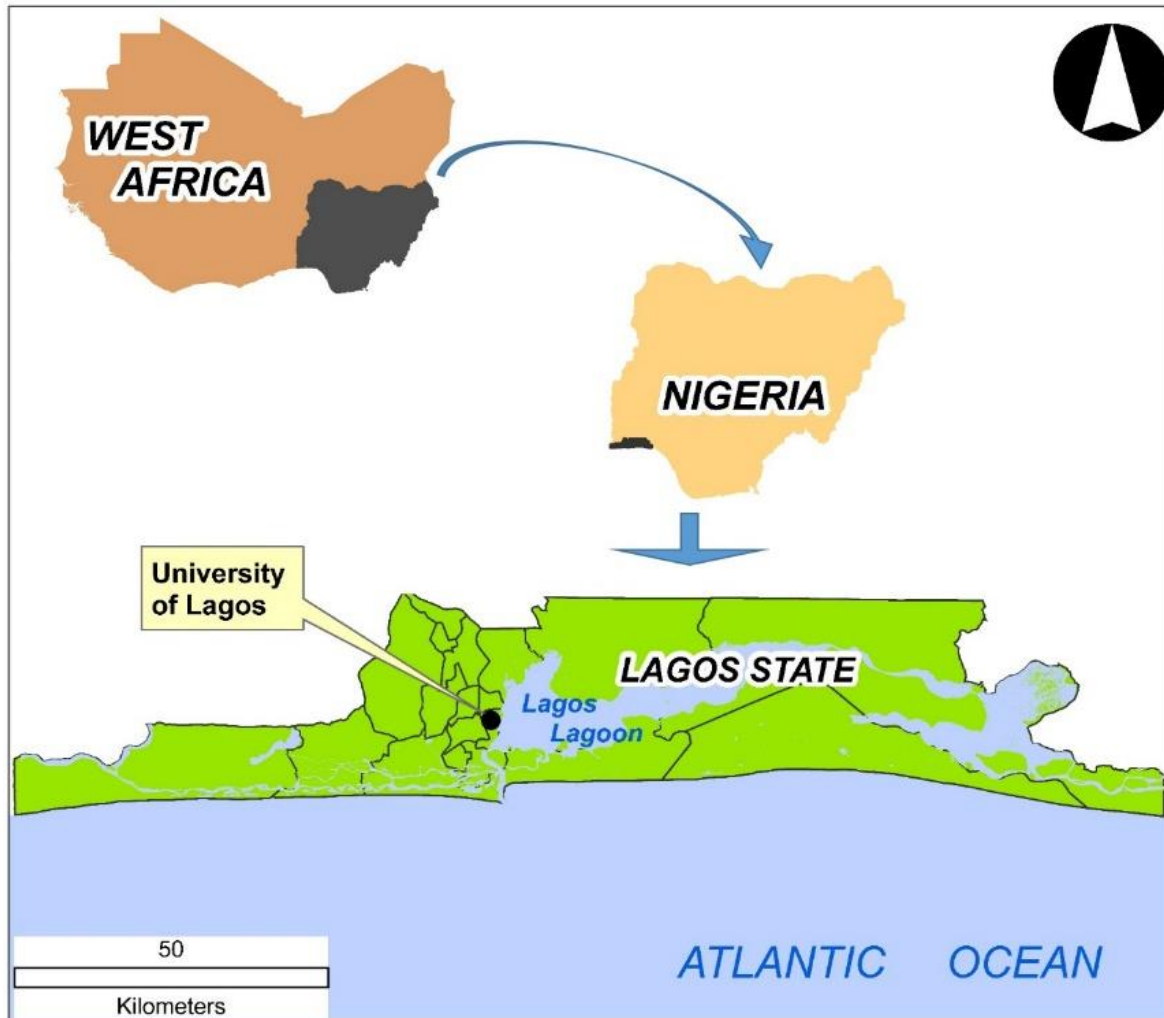 WEST
AFRICA
NIGERIA
University
of Lagos
LAGOS STATE
Lagos
Lagoon
50
Kilometers
ATLANTIC OCEAN